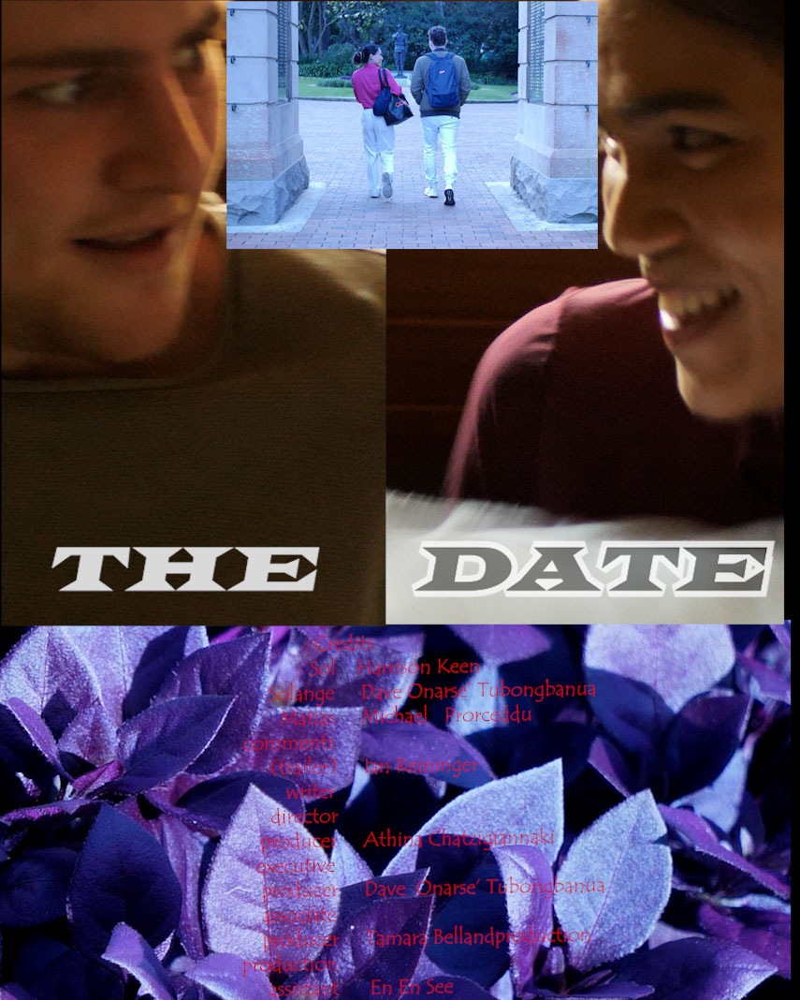 THE DATE
Credits
Sol Harrison Keen
Solange Dave Onarse' Tubongbanua
Matias Michael Prorceddu
comments
(trailer) Ian Reininger
writer
director
producer Athina Chatzigiannaki
executive
producer Dave Onarse' Tubongbanua
associate
producer Tamara Bellandproduction
production
assistant En En See